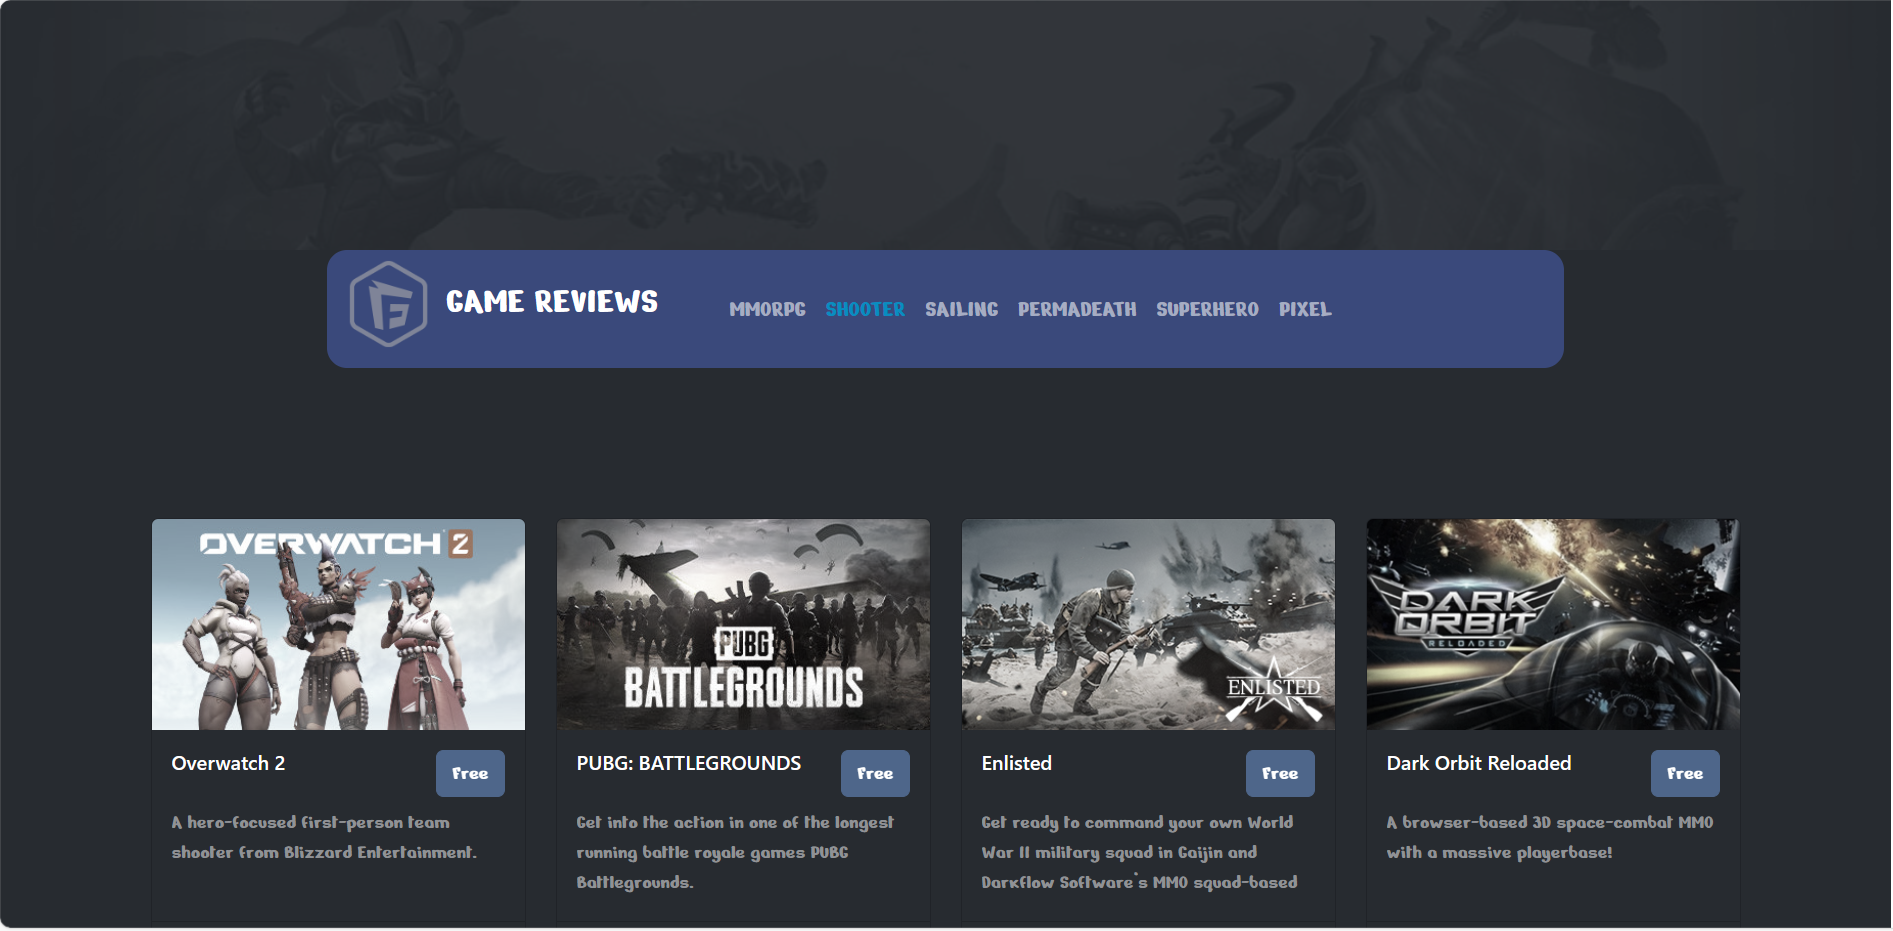 GAME REVIEWS
MMORPG SHOOTER SAILING PERMADEATH SUPERHERO PIXEL
OVERWATCH 2
PUBG
BATTLEGROUNDS
ENLISTED
DARK
ORBIT
RELOADED
Overwatch 2
Free
A hero-focused first-person team
shooter from Blizzard Entertainment.
PUBG: BATTLEGROUNDS
Free
Get into the action in one of the longest
running battle royale games PUBG
Battlegrounds.
Enlisted
Free
Get ready to command your own World
War II military squad in Gaijin and
Darkflow Software's MMO squad-based
Dark Orbit Reloaded
Free
A browser-based 3D space-combat MMO
with a massive playerbase!